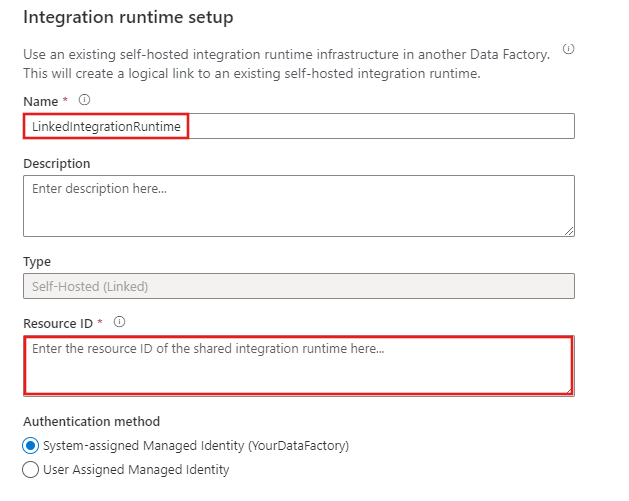 Integration runtime setup
Use an existing self-hosted integration runtime infrastructure in another Data Factory.
This will create a logical link to an existing self-hosted integration runtime.
Name *
LinkedIntegrationRuntime
Description
Enter description here...
Type
Self-Hosted (Linked)
Resource ID *
Enter the resource ID of the shared integration runtime here...
Authentication method
System-assigned Managed Identity (YourDataFactory)
User Assigned Managed Identity